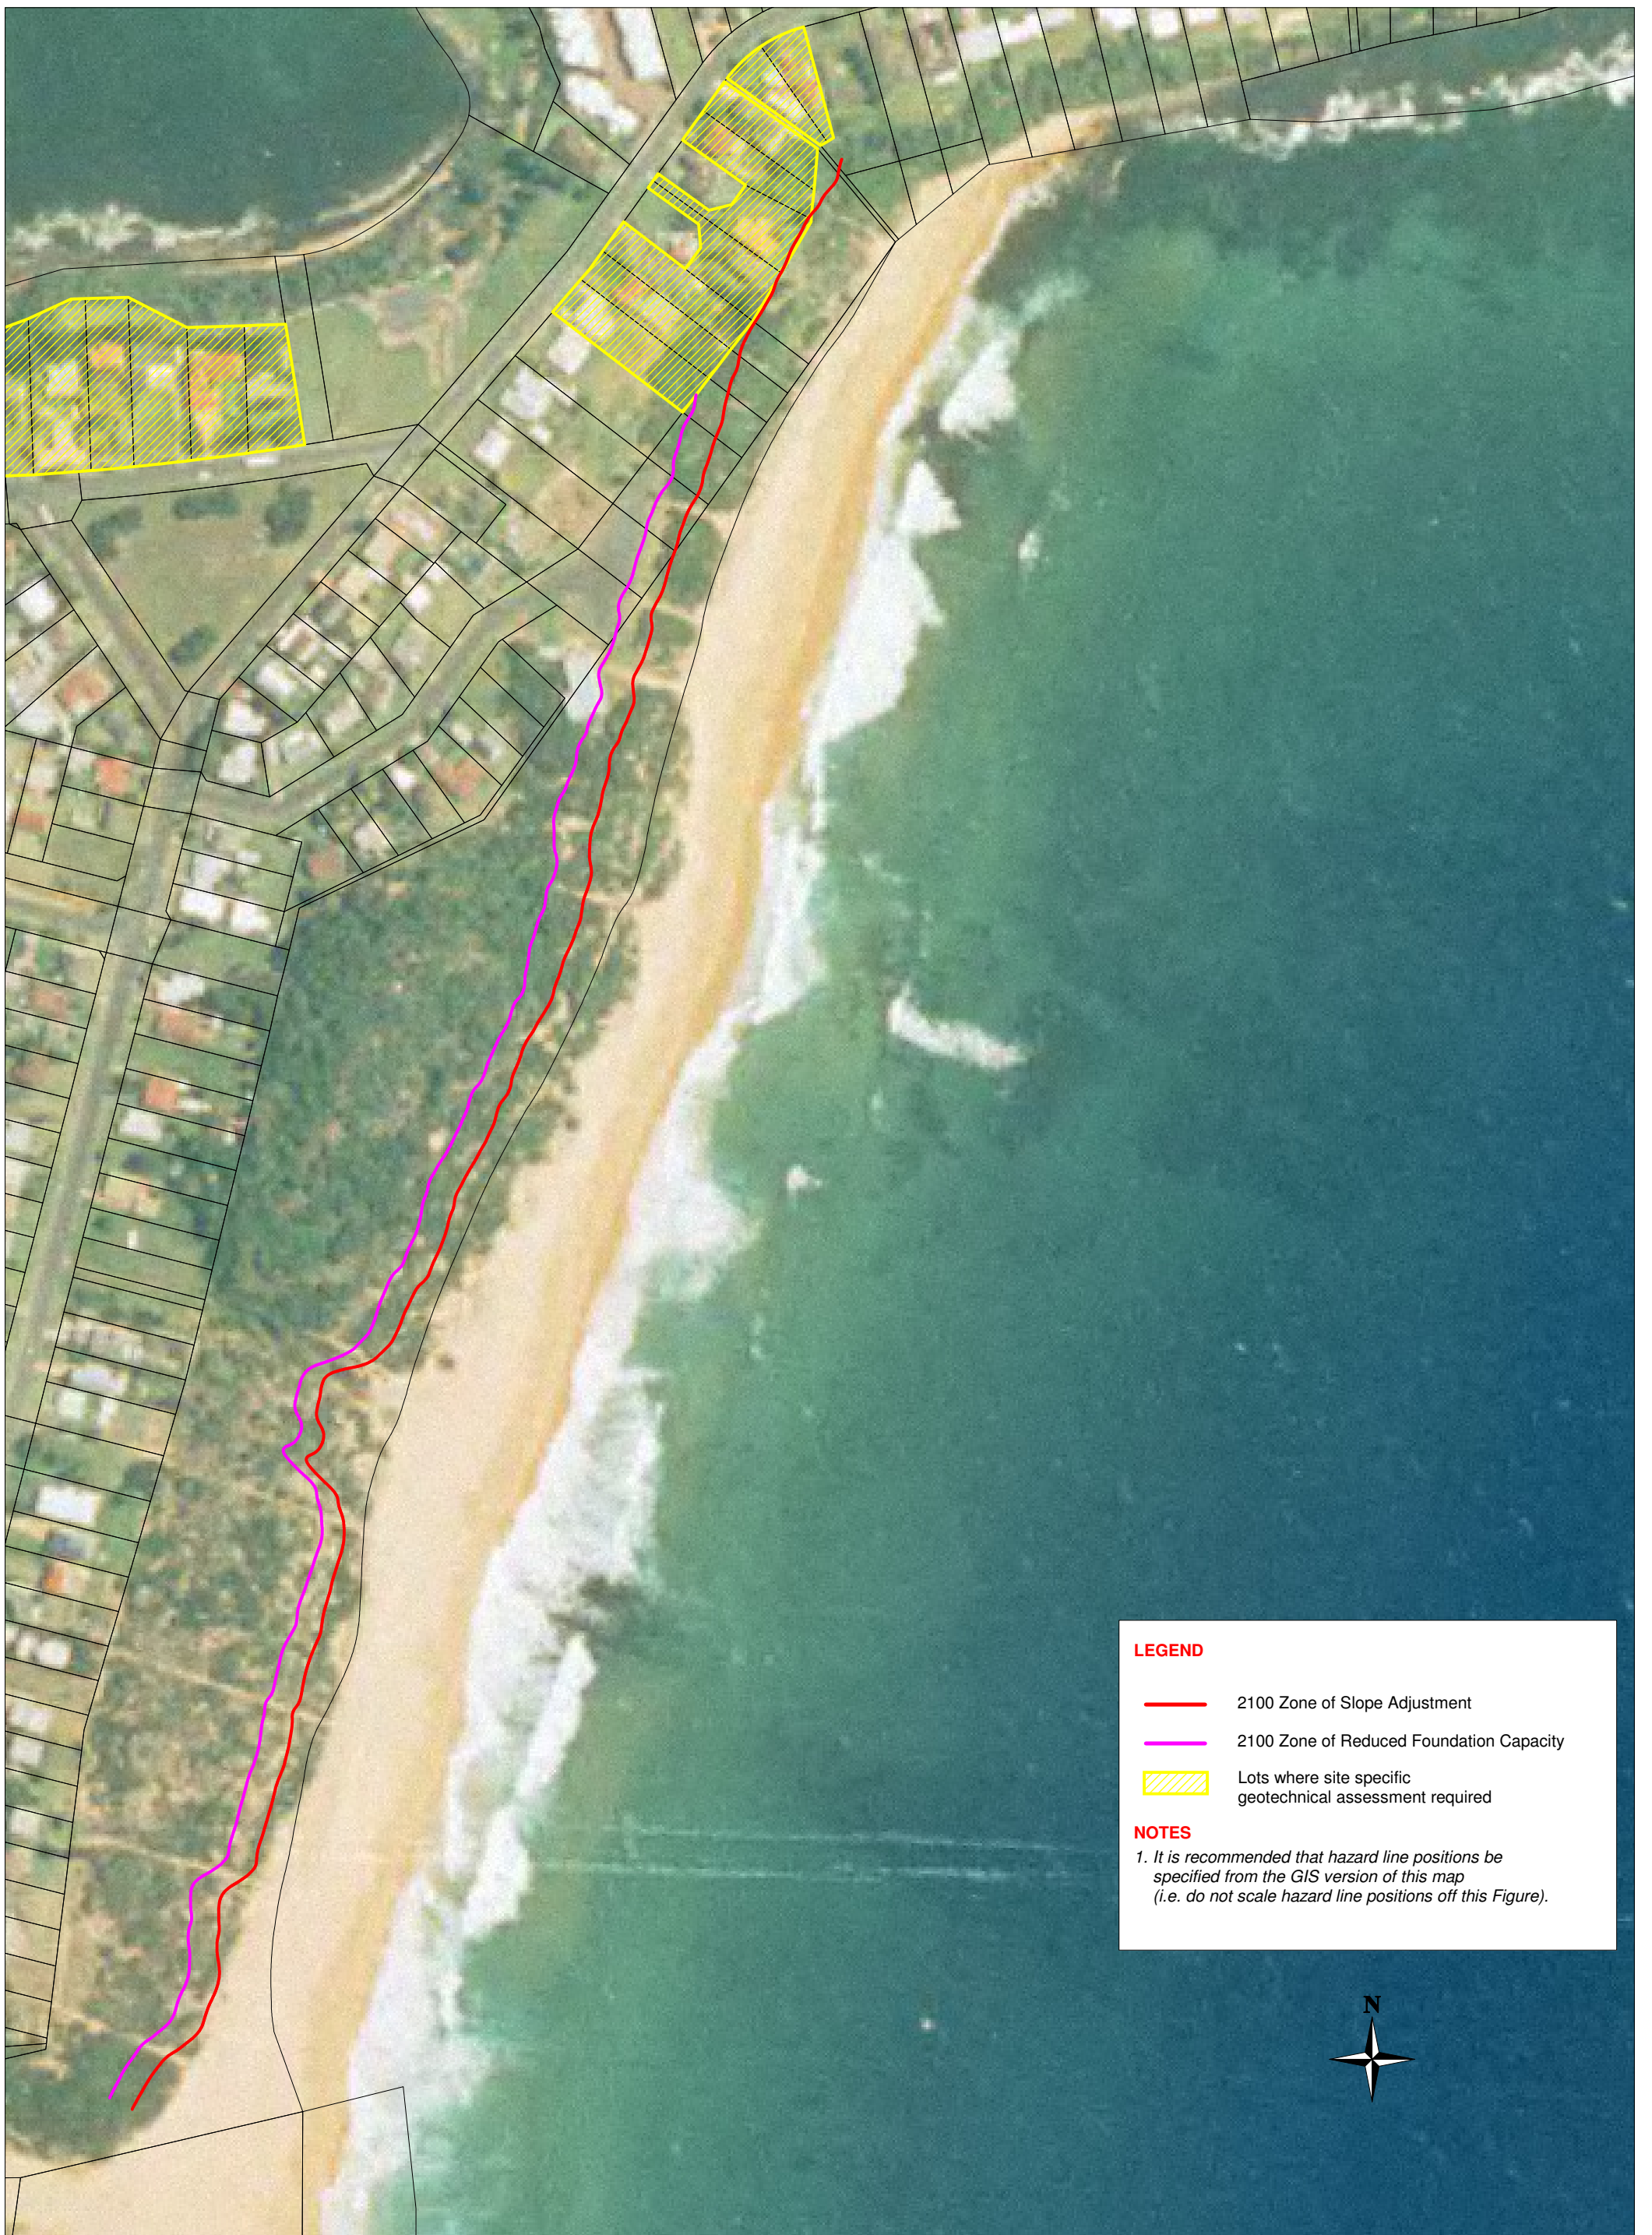 LEGEND
2100 Zone of Slope Adjustment
2100 Zone of Reduced Foundation Capacity
Lots where site specific
geotechnical assessment required
NOTES
1. It is recommended that hazard line positions be
specified from the GIS version of this map
(i.e. do not scale hazard line positions off this Figure).
N